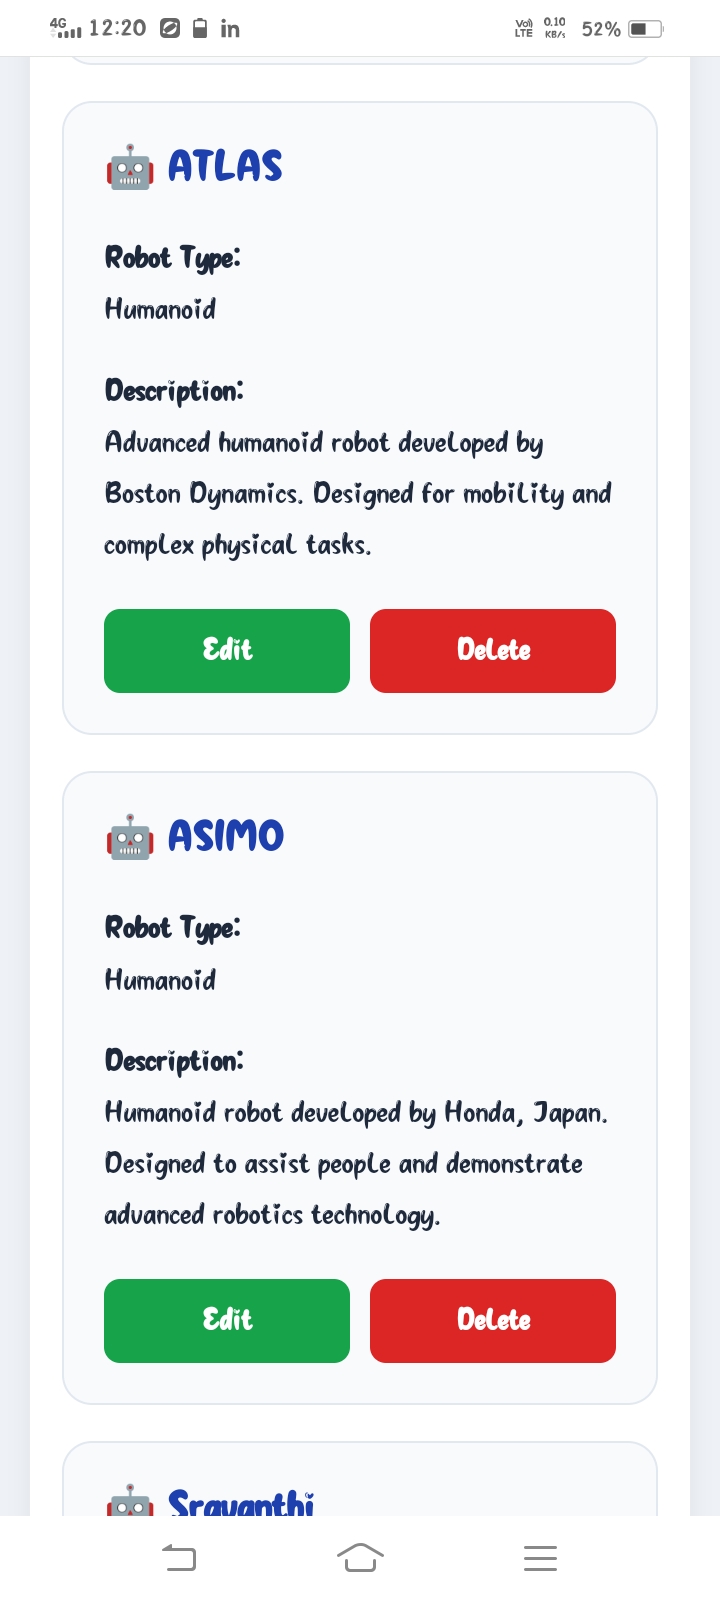 4G 12:20 in Vo) LTE 0.10 KB/s 52%
ATLAS
Robot Type:
Humanoid
Description:
Advanced humanoid robot developed by
Boston Dynamics. Designed for mobility and
complex physical tasks.
Edit Delete
ASIMO
Robot Type:
Humanoid
Description:
Humanoid robot developed by Honda, Japan.
Designed to assist people and demonstrate
advanced robotics technology.
Edit Delete
Sravanthi